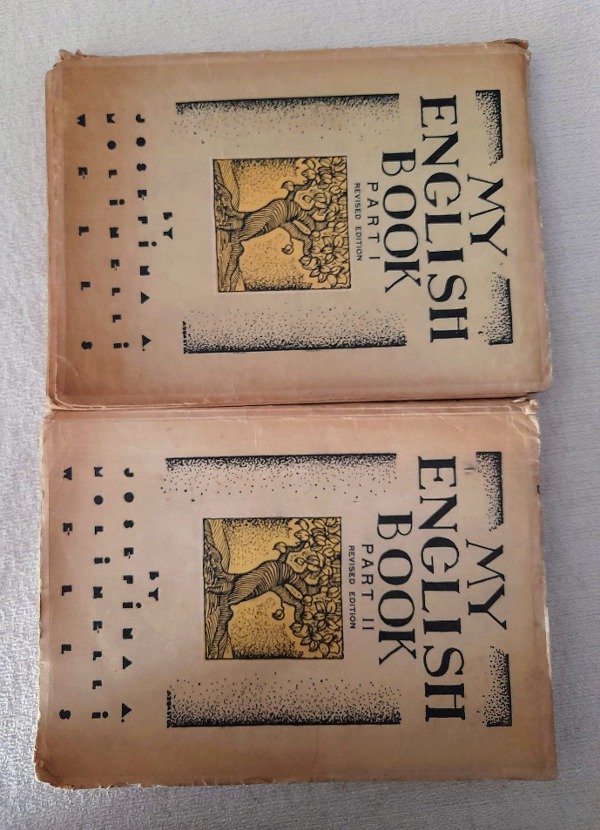 MY
ENGLISH
BOOK
PART I
REVISED EDITION
BY
JOSEFINA A.
MOLINELLI
WELLS
MY
ENGLISH
BOOK
PART II
REVISED EDITION
BY
JOSEFINA A.
MOLINELLI
WELLS